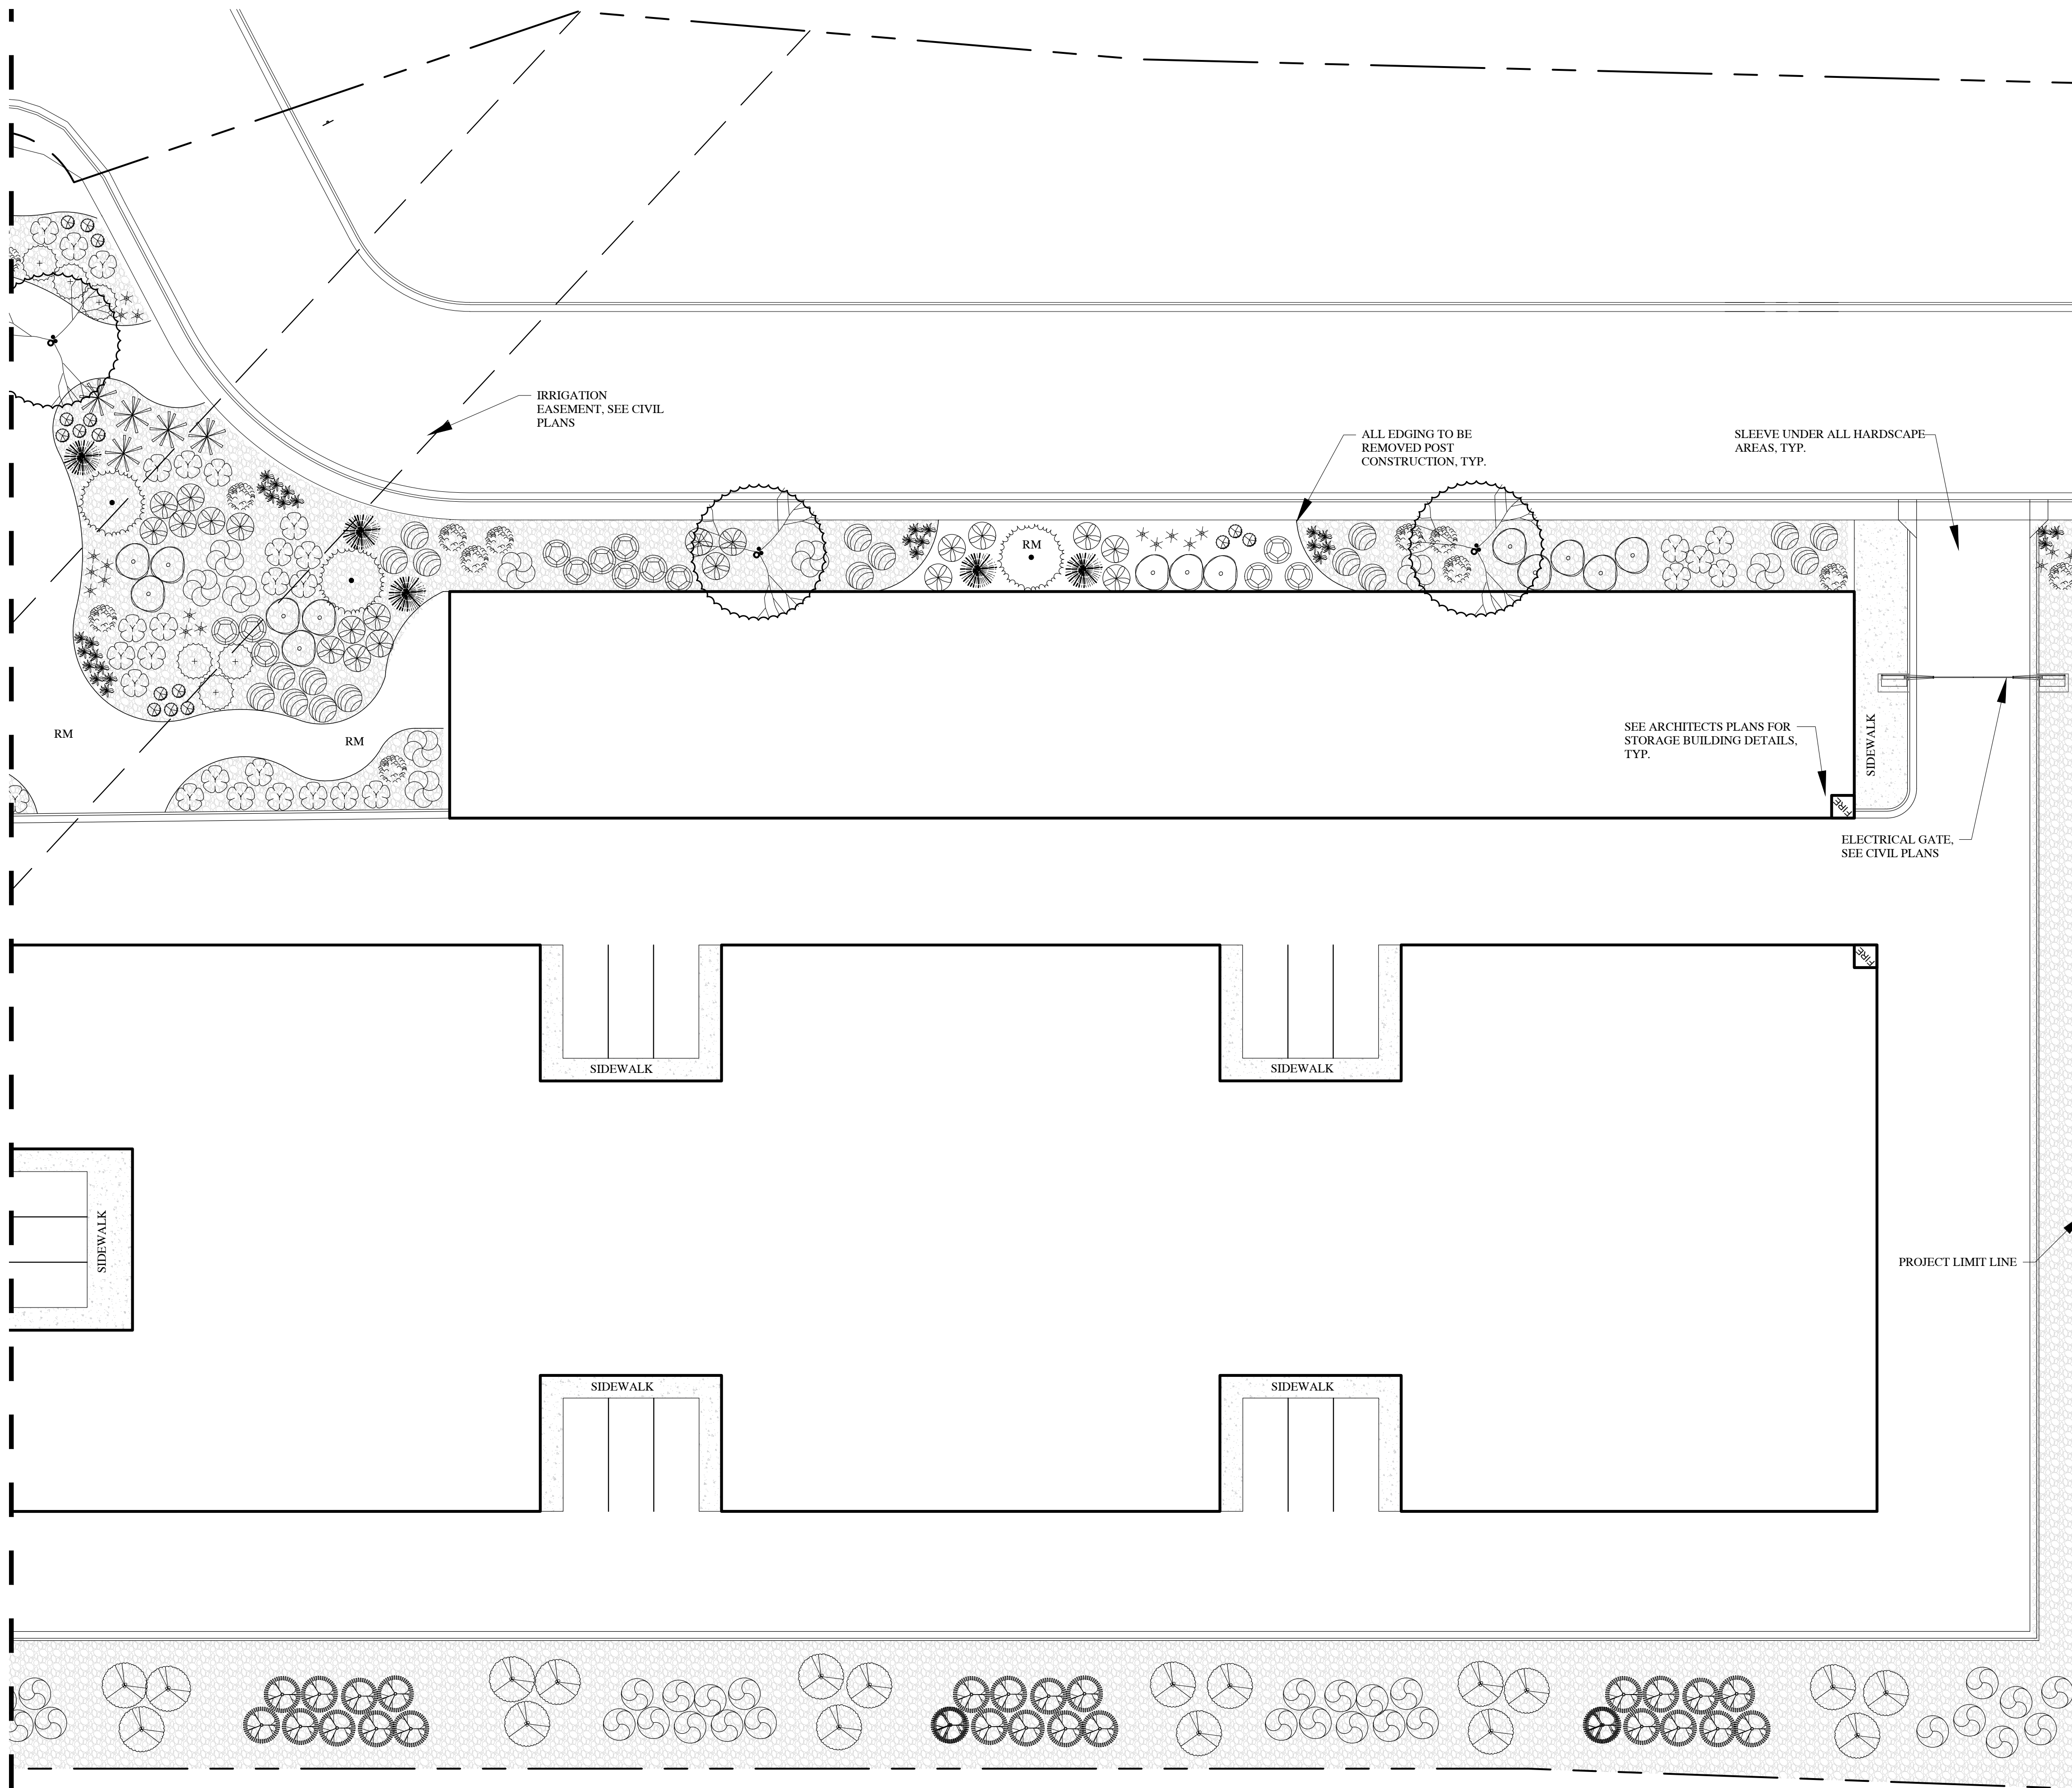 IRRIGATION
EASEMENT, SEE CIVIL
PLANS
ALL EDGING TO BE
REMOVED POST
CONSTRUCTION, TYP.
SLEEVE UNDER ALL HARDSCAPE
AREAS, TYP.
RM
RM
RM
SEE ARCHITECTS PLANS FOR
STORAGE BUILDING DETAILS,
TYP.
SIDEWALK
FIRE
ELECTRICAL GATE,
SEE CIVIL PLANS
FIRE
SIDEWALK
SIDEWALK
SIDEWALK
PROJECT LIMIT LINE
SIDEWALK
SIDEWALK